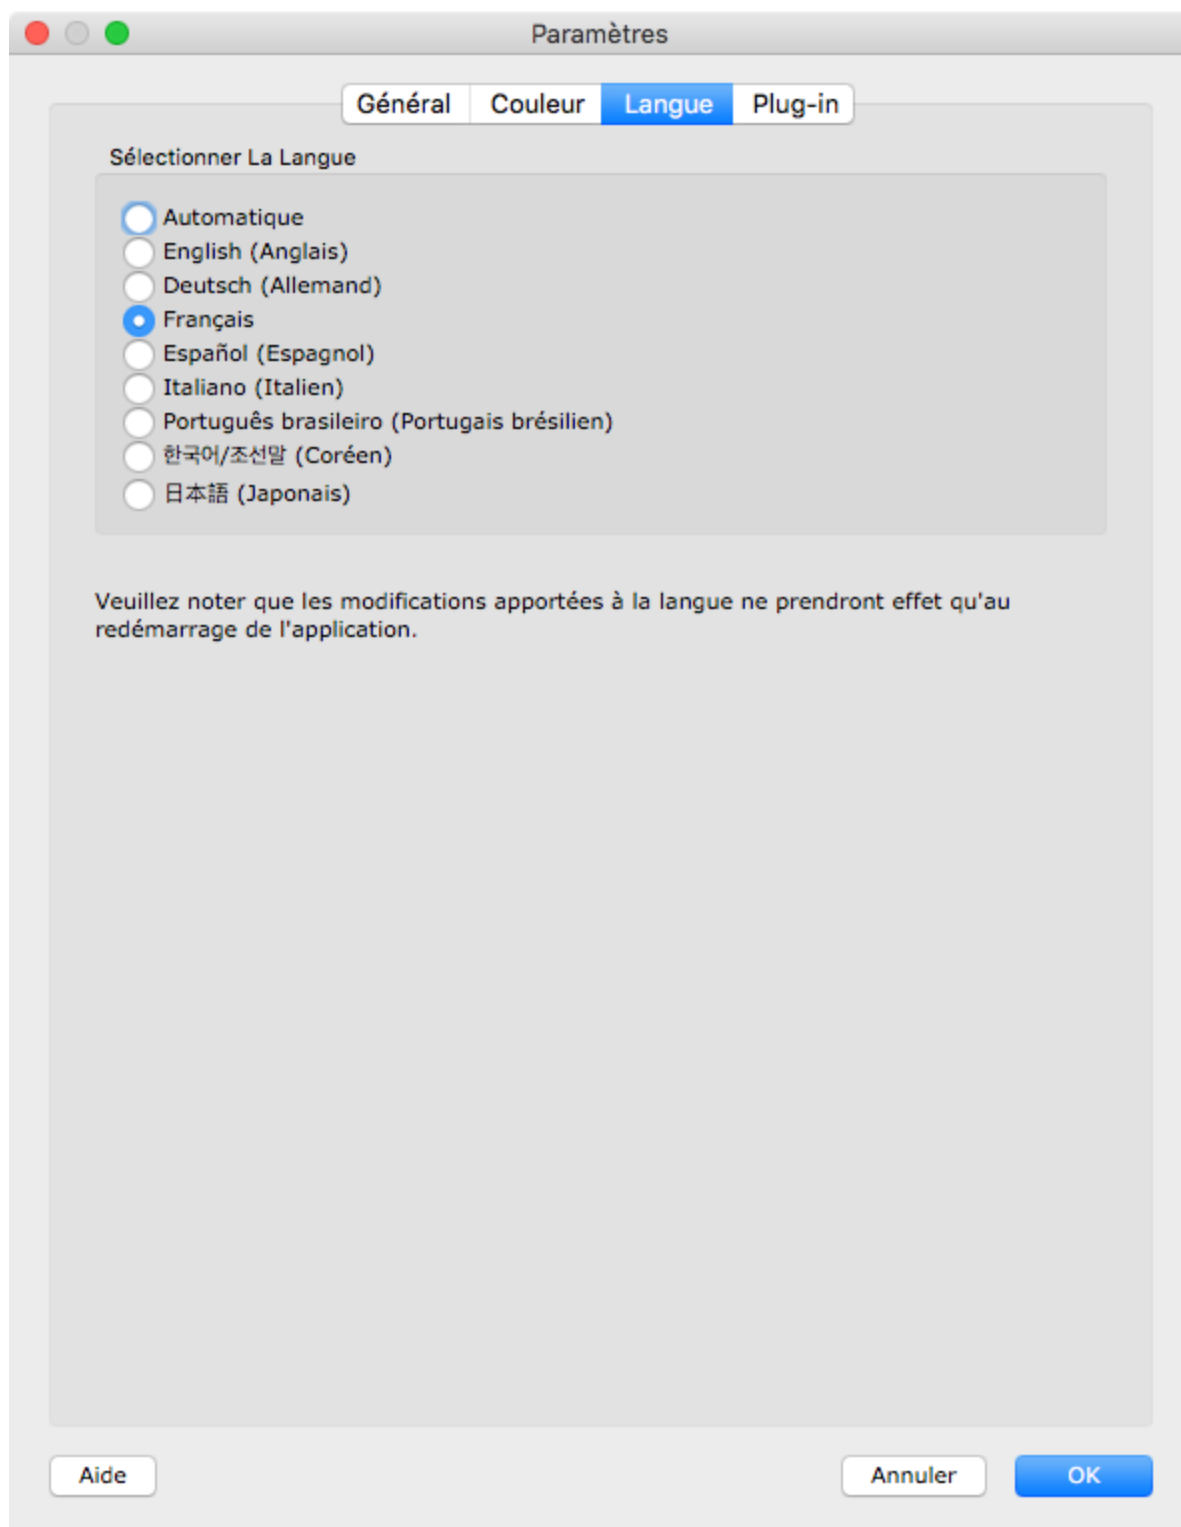 Paramètres
Général Couleur Langue Plug-in
Sélectionner La Langue
Automatique
English (Anglais)
Deutsch (Allemand)
Français
Español (Espagnol)
Italiano (Italien)
Português brasileiro (Portugais brésilien)
한국어/조선말 (Coréen)
日本語 (Japonais)
Veuillez noter que les modifications apportées à la langue ne prendront effet qu'au
redémarrage de l'application.
Aide Annuler OK